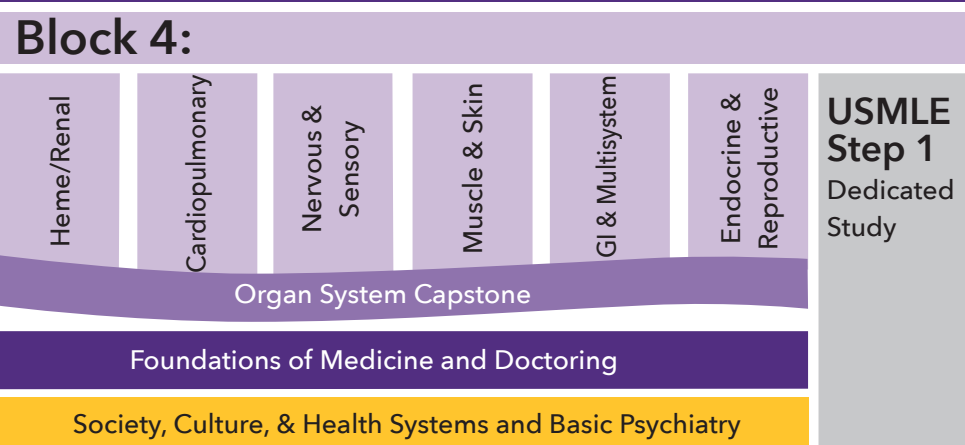 Block 4:
Heme/Renal
Cardiopulmonary
Nervous &
Sensory
Muscle & Skin
GI & Multisystem
Endocrine &
Reproductive
USMLE
Step 1
Dedicated
Study
Organ System Capstone
Foundations of Medicine and Doctoring
Society, Culture, & Health Systems and Basic Psychiatry